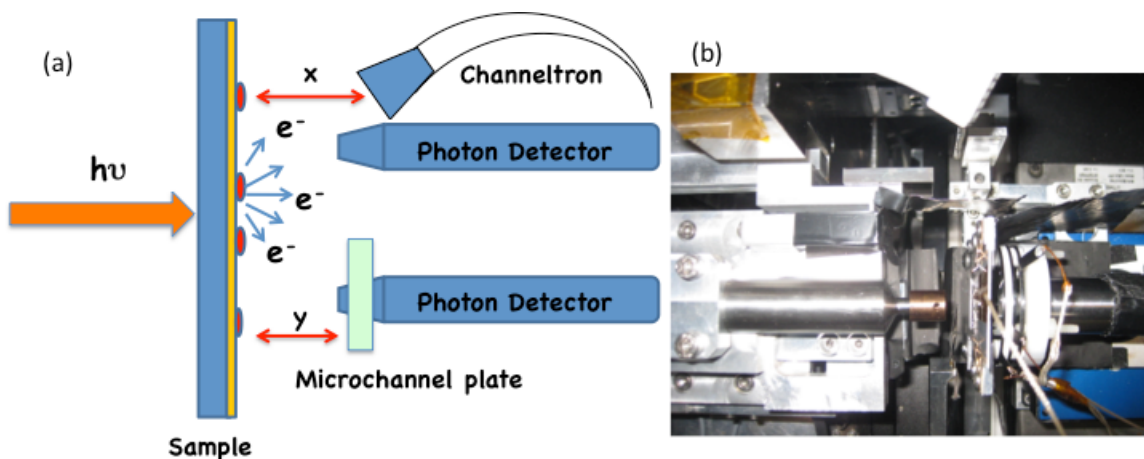 (a)
x
Channeltron
(b)
e⁻
Photon Detector
hυ
e⁻
e⁻
y
Photon Detector
Microchannel plate
Sample